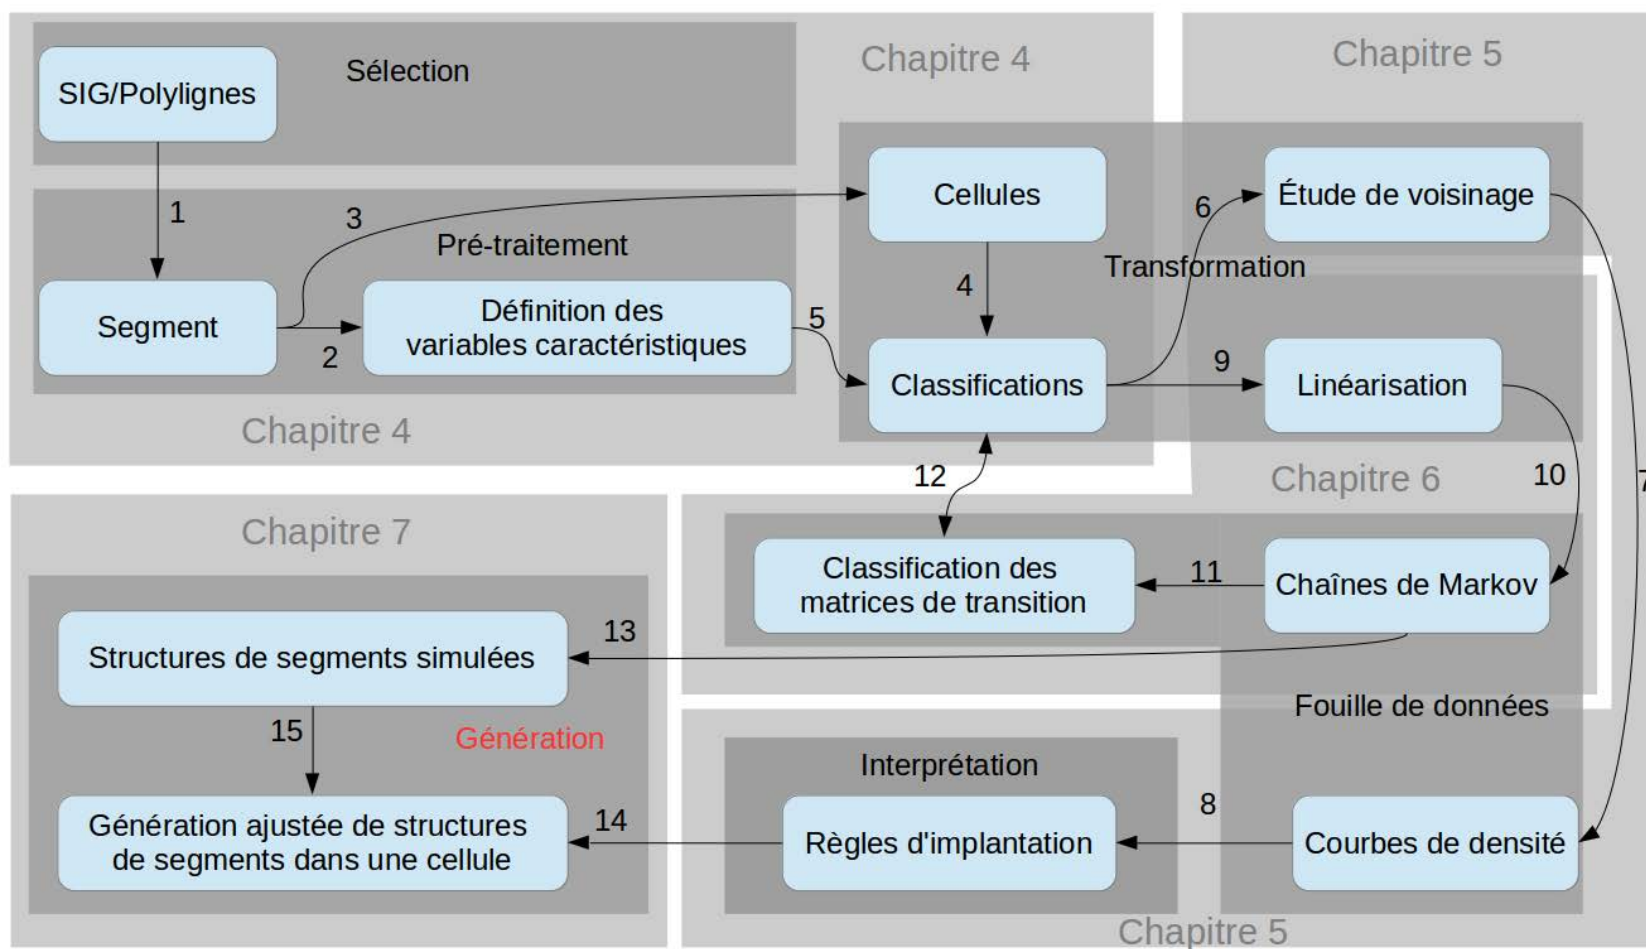 Sélection
Chapitre 4
Chapitre 5
SIG/Polylignes
Cellules
Étude de voisinage
1
3
6
Pré-traitement
Transformation
4
Segment
2
Définition des
variables caractéristiques
5
Classifications
9
Linéarisation
Chapitre 4
12
Chapitre 6
10
7
Chapitre 7
Classification des
matrices de transition
11
Chaînes de Markov
13
Structures de segments simulées
15
Génération
Fouille de données
Interprétation
Génération ajustée de structures
de segments dans une cellule
14
Règles d'implantation
8
Courbes de densité
Chapitre 5